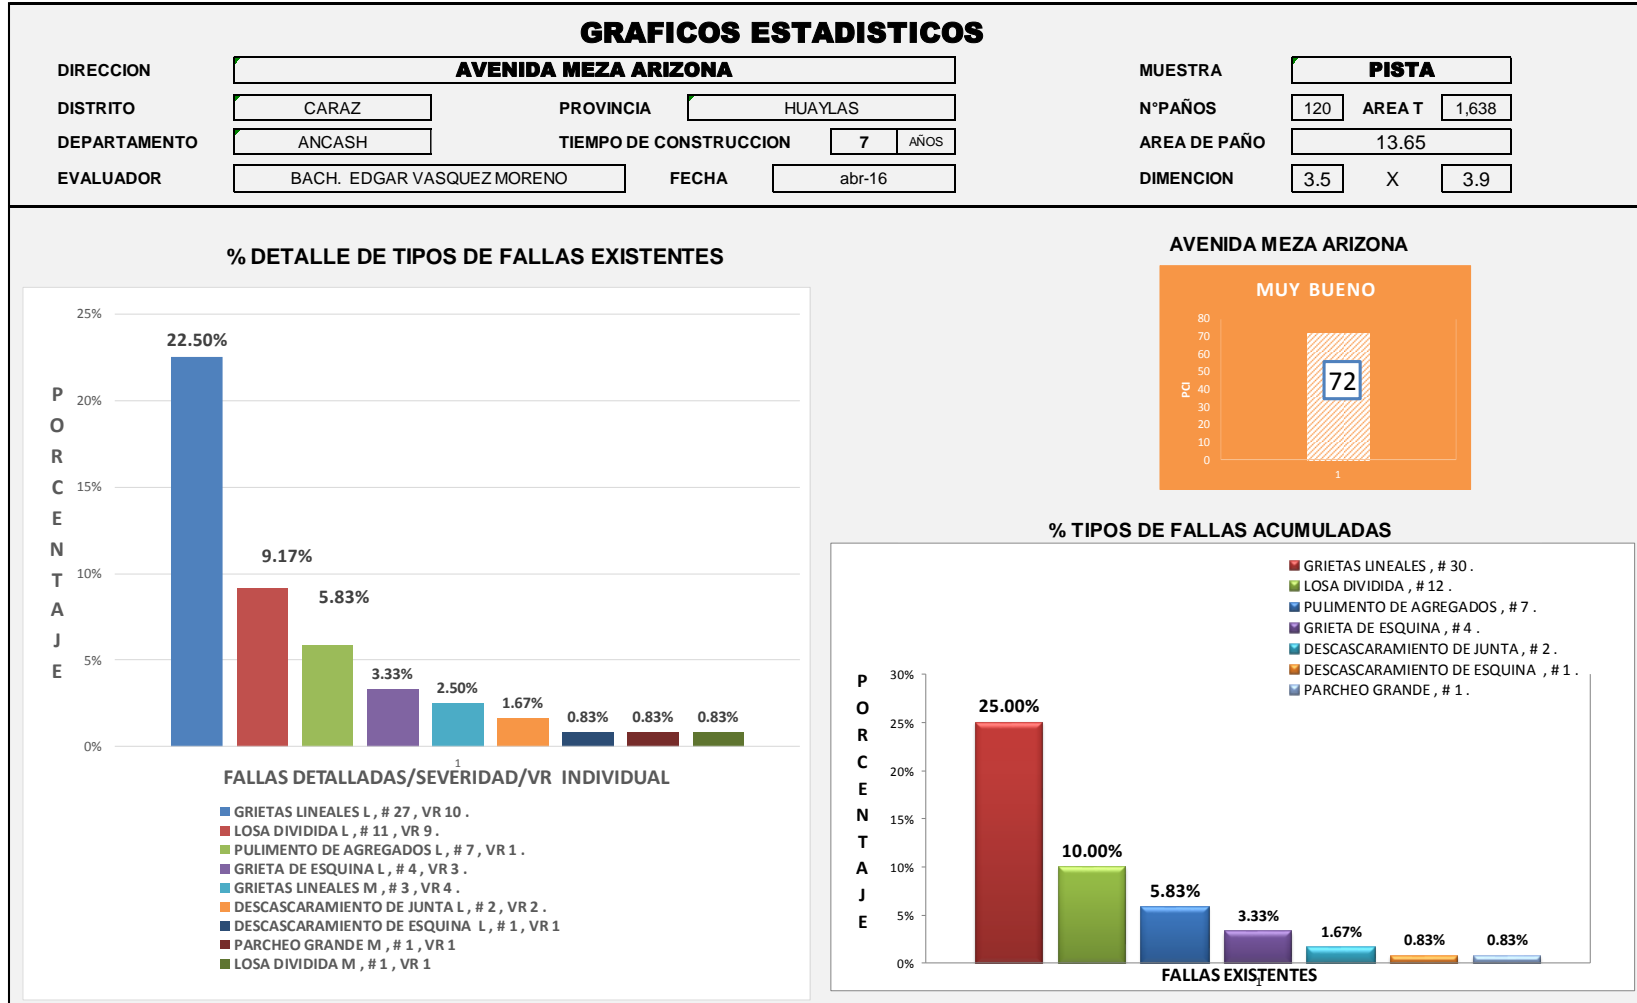 GRAFICOS ESTADISTICOS
DIRECCION AVENIDA MEZA ARIZONA MUESTRA PISTA
DISTRITO CARAZ PROVINCIA HUAYLAS N°PAÑOS 120 AREA T 1,638
DEPARTAMENTO ANCASH TIEMPO DE CONSTRUCCION 7 AÑOS AREA DE PAÑO 13.65
EVALUADOR BACH. EDGAR VASQUEZ MORENO FECHA abr-16 DIMENCION 3.5 X 3.9
% DETALLE DE TIPOS DE FALLAS EXISTENTES
PORCENTAJE
25%
20%
15%
10%
5%
0%
22.50%
9.17%
5.83%
3.33%
2.50%
1.67%
0.83%
0.83%
0.83%
1
FALLAS DETALLADAS/SEVERIDAD/VR INDIVIDUAL
GRIETAS LINEALES L , # 27 , VR 10 .
LOSA DIVIDIDA L , # 11 , VR 9 .
PULIMENTO DE AGREGADOS L , # 7 , VR 1 .
GRIETA DE ESQUINA L , # 4 , VR 3 .
GRIETAS LINEALES M , # 3 , VR 4 .
DESCASCARAMIENTO DE JUNTA L , # 2 , VR 2 .
DESCASCARAMIENTO DE ESQUINA L , # 1 , VR 1
PARCHEO GRANDE M , # 1 , VR 1
LOSA DIVIDIDA M , # 1 , VR 1
AVENIDA MEZA ARIZONA
MUY BUENO
PCI
80
70
60
50
40
30
20
10
0
72
1
% TIPOS DE FALLAS ACUMULADAS
GRIETAS LINEALES , # 30 .
LOSA DIVIDIDA , # 12 .
PULIMENTO DE AGREGADOS , # 7 .
GRIETA DE ESQUINA , # 4 .
DESCASCARAMIENTO DE JUNTA , # 2 .
DESCASCARAMIENTO DE ESQUINA , # 1 .
PARCHEO GRANDE , # 1 .
PORCENTAJE
30%
25%
20%
15%
10%
5%
0%
25.00%
10.00%
5.83%
3.33%
1.67%
0.83%
0.83%
FALLAS EXISTENTES
1